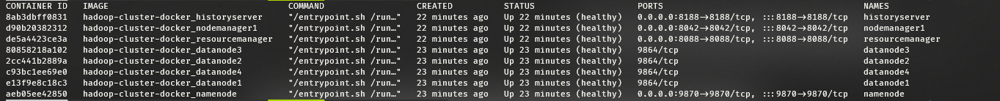 CONTAINER ID   IMAGE                                  COMMAND                  CREATED          STATUS                    PORTS                                       NAMES
8ab3dbff0831   hadoop-cluster-docker_historyserver    "/entrypoint.sh /run…"   22 minutes ago   Up 22 minutes (healthy)   0.0.0.0:8188->8188/tcp, :::8188->8188/tcp   historyserver
d90b20382312   hadoop-cluster-docker_nodemanager1     "/entrypoint.sh /run…"   22 minutes ago   Up 22 minutes (healthy)   0.0.0.0:8042->8042/tcp, :::8042->8042/tcp   nodemanager1
de5a4423ce3a   hadoop-cluster-docker_resourcemanager  "/entrypoint.sh /run…"   22 minutes ago   Up 22 minutes (healthy)   0.0.0.0:8088->8088/tcp, :::8088->8088/tcp   resourcemanager
80858218a102   hadoop-cluster-docker_datanode3        "/entrypoint.sh /run…"   23 minutes ago   Up 23 minutes (healthy)   9864/tcp                                    datanode3
2cc441b2889a   hadoop-cluster-docker_datanode2        "/entrypoint.sh /run…"   23 minutes ago   Up 23 minutes (healthy)   9864/tcp                                    datanode2
c93bc1ee69e0   hadoop-cluster-docker_datanode4        "/entrypoint.sh /run…"   23 minutes ago   Up 23 minutes (healthy)   9864/tcp                                    datanode4
e13f9e8c18c3   hadoop-cluster-docker_datanode1        "/entrypoint.sh /run…"   23 minutes ago   Up 23 minutes (healthy)   9864/tcp                                    datanode1
aeb05ee42850   hadoop-cluster-docker_namenode         "/entrypoint.sh /run…"   23 minutes ago   Up 23 minutes (healthy)   0.0.0.0:9870->9870/tcp, :::9870->9870/tcp   namenode